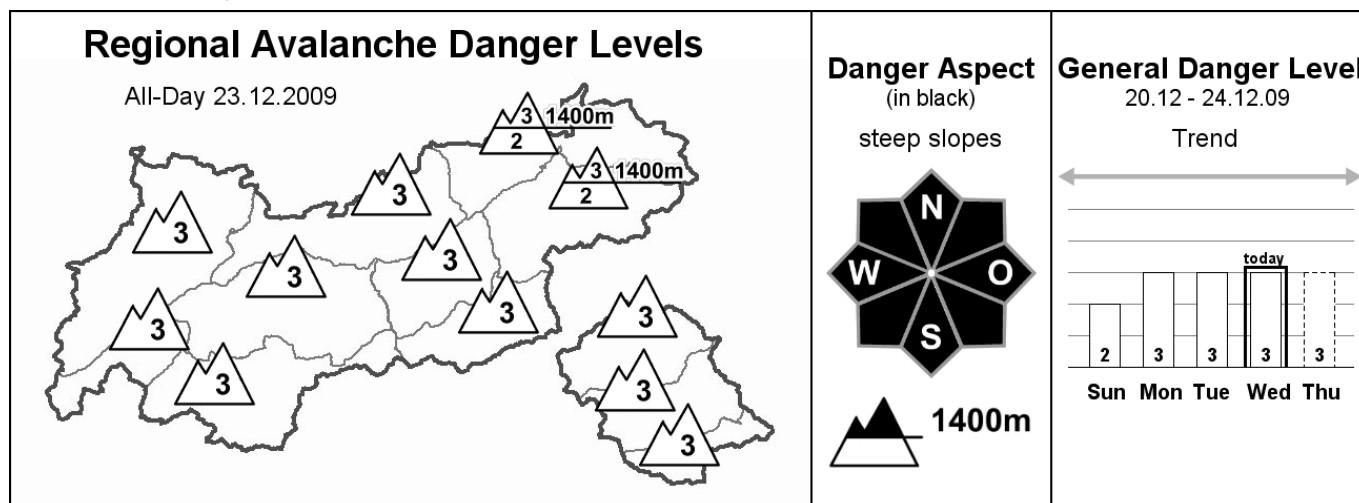 Regional Avalanche Danger Levels
All-Day 23.12.2009
3 1400m
2
3 1400m
2
3
3
3
3
3
3
3
3
3
3
Danger Aspect
(in black)
steep slopes
N
W O
S
1400m
General Danger Level
20.12 - 24.12.09
Trend
today
2 3 3 3 3
Sun Mon Tue Wed Thu